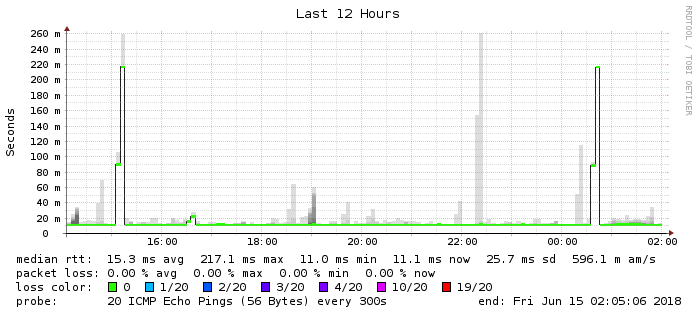 Last 12 Hours
RRDTOOL / TOBI OETIKER
Seconds
260 m
240 m
220 m
200 m
180 m
160 m
140 m
120 m
100 m
80 m
60 m
40 m
20 m
0
16:00 18:00 20:00 22:00 00:00 02:00
median rtt: 15.3 ms avg 217.1 ms max 11.0 ms min 11.1 ms now 25.7 ms sd 596.1 m am/s
packet loss: 0.00 % avg 0.00 % max 0.00 % min 0.00 % now
loss color: 0 1/20 2/20 3/20 4/20 10/20 19/20
probe: 20 ICMP Echo Pings (56 Bytes) every 300s end: Fri Jun 15 02:05:06 2018